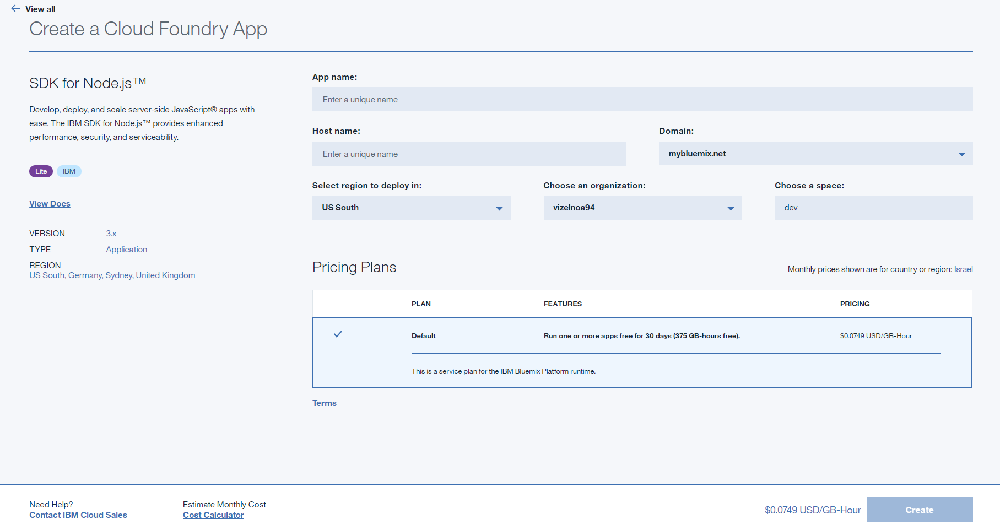 View all
Create a Cloud Foundry App
SDK for Node.js™
Develop, deploy, and scale server-side JavaScript® apps with
ease. The IBM SDK for Node.js™ provides enhanced
performance, security, and serviceability.
Lite IBM
View Docs
VERSION 3.x
TYPE Application
REGION
US South, Germany, Sydney, United Kingdom
App name:
Enter a unique name
Host name:
Enter a unique name
Domain:
mybluemix.net
Select region to deploy in:
US South
Choose an organization:
vizelnoa94
Choose a space:
dev
Pricing Plans
Monthly prices shown are for country or region: Israel
PLAN FEATURES PRICING
Default Run one or more apps free for 30 days (375 GB-hours free). $0.0749 USD/GB-Hour
This is a service plan for the IBM Bluemix Platform runtime.
Terms
Need Help?
Contact IBM Cloud Sales
Estimate Monthly Cost
Cost Calculator
$0.0749 USD/GB-Hour
Create